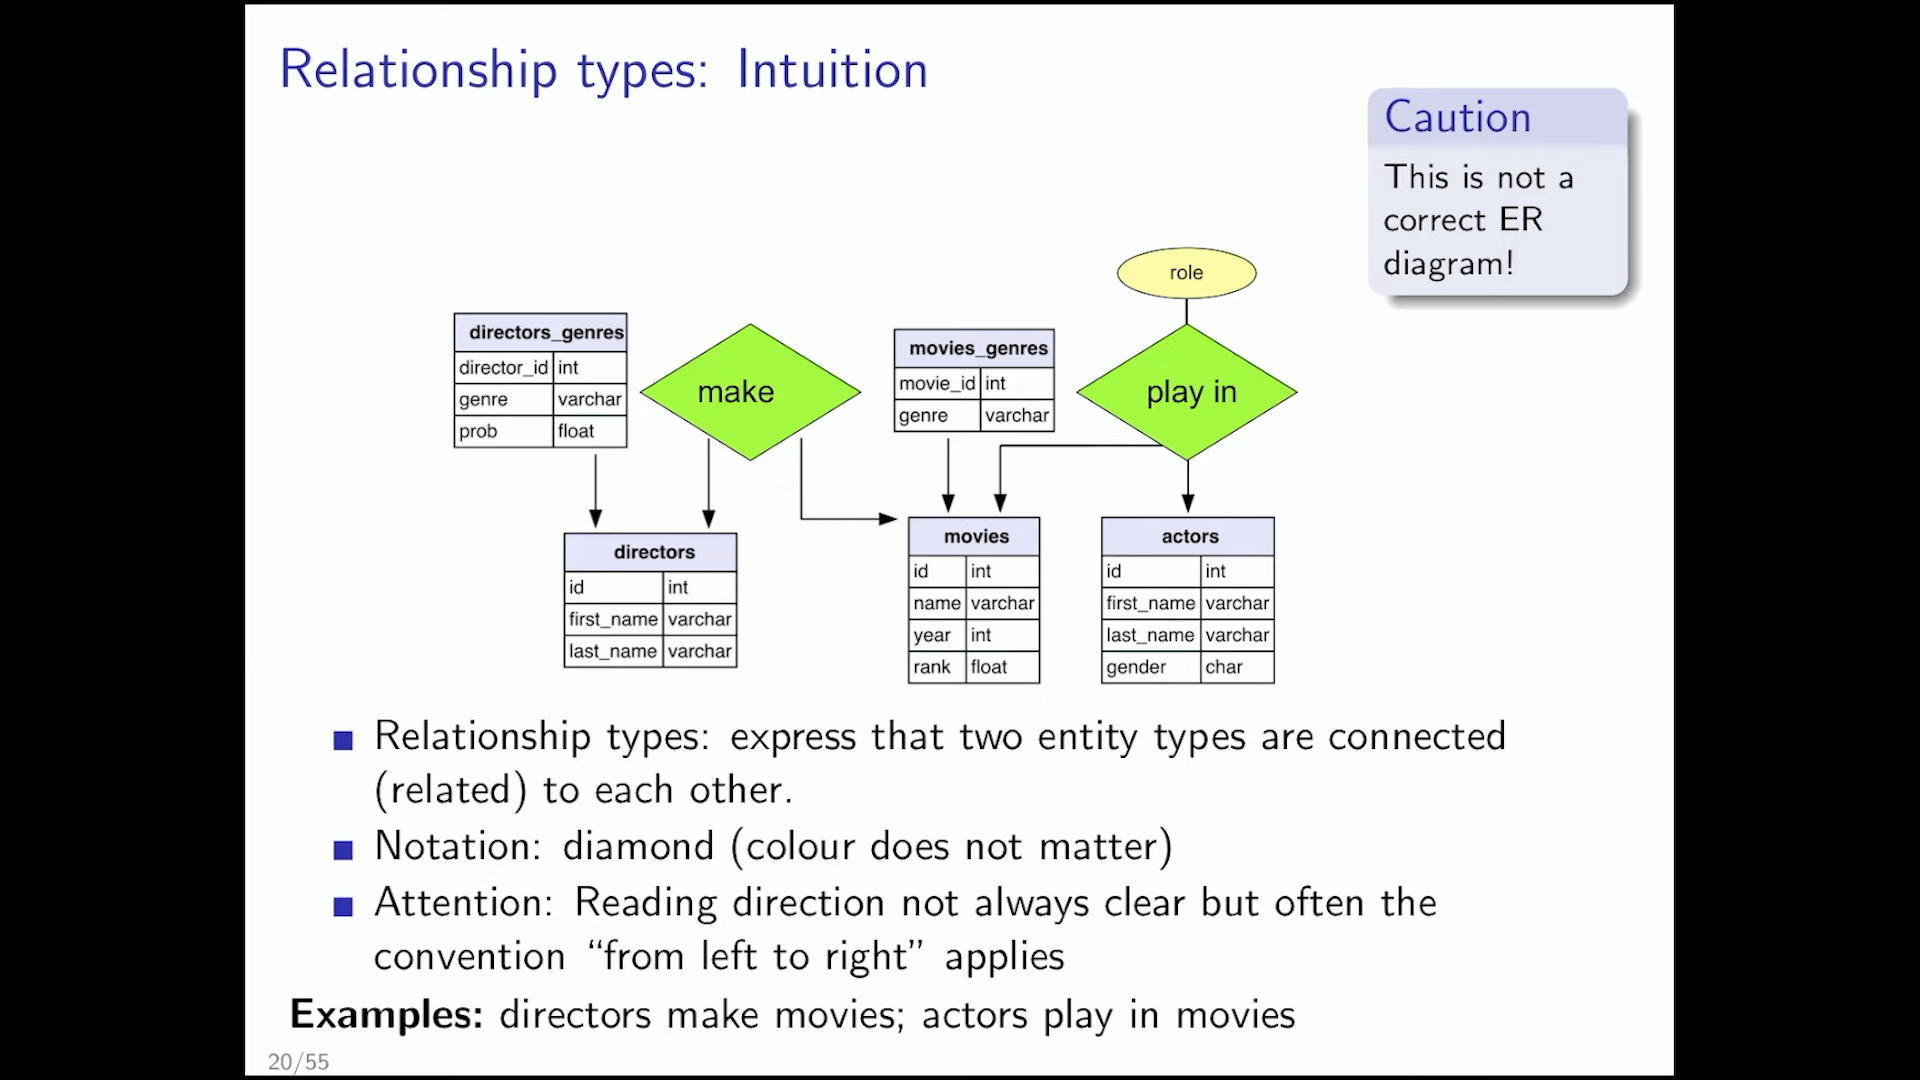 Relationship types: Intuition
Caution
This is not a
correct ER
diagram!
role
directors_genres
director_id int
genre varchar
prob float
make
movies_genres
movie_id int
genre varchar
play in
directors
id int
first_name varchar
last_name varchar
movies
id int
name varchar
year int
rank float
actors
id int
first_name varchar
last_name varchar
gender char
Relationship types: express that two entity types are connected
(related) to each other.
Notation: diamond (colour does not matter)
Attention: Reading direction not always clear but often the
convention “from left to right” applies
Examples: directors make movies; actors play in movies
20/55